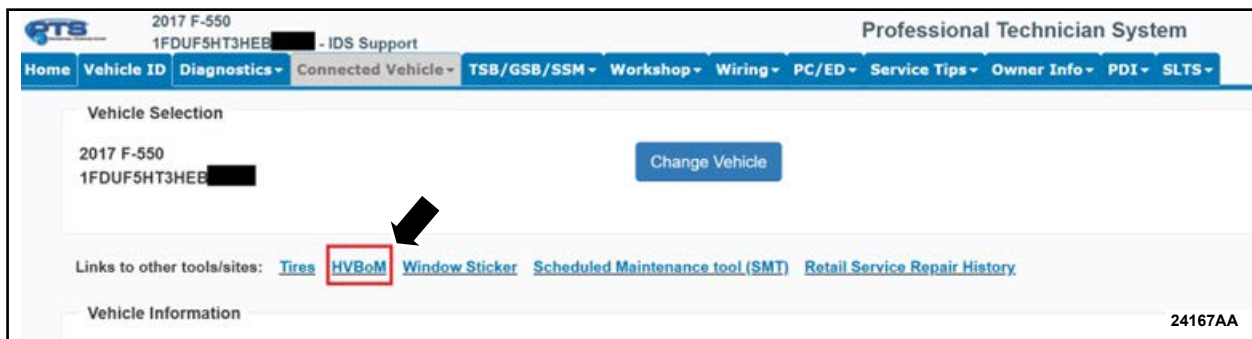 PTS
2017 F-550
1FDUF5HT3HEB - IDS Support
Professional Technician System
Home Vehicle ID Diagnostics Connected Vehicle TSB/GSB/SSM Workshop Wiring PC/ED Service Tips Owner Info PDI SLTS
Vehicle Selection
2017 F-550
1FDUF5HT3HEB
Change Vehicle
Links to other tools/sites: Tires HVBoM Window Sticker Scheduled Maintenance tool (SMT) Retail Service Repair History
Vehicle Information
24167AA